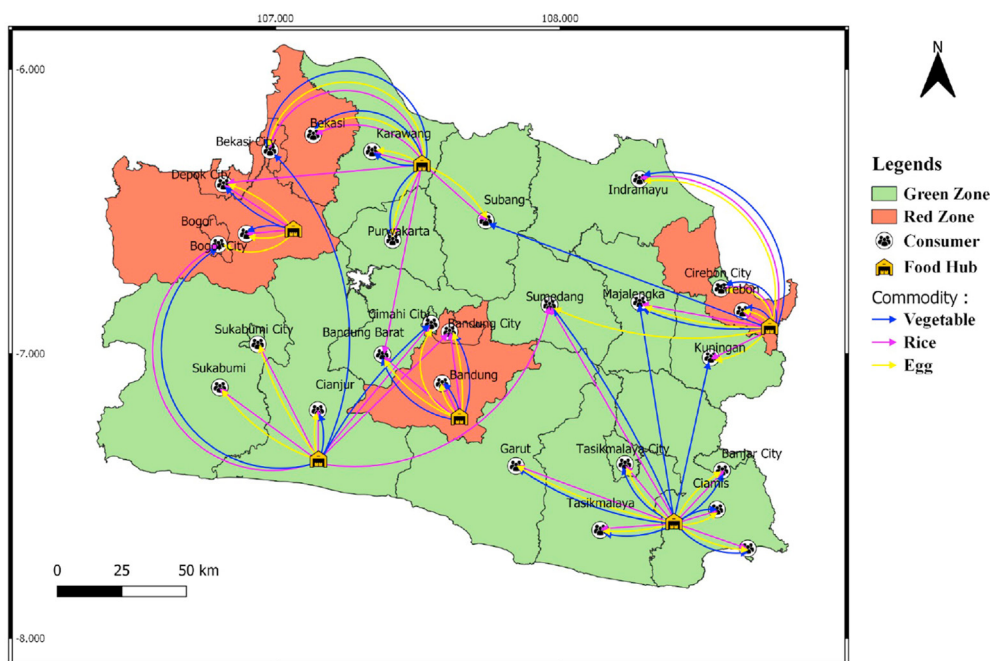 107.000
108.000
-6.000
-7.000
-8.000
N
Bekasi
Bekasi City
Karawang
Depok City
Indramayu
Subang
Bogor
Purwakarta
Bogor City
Cirebon City
Cirebon
Sumedang
Majalengka
Cimahi City
Bandung City
Sukabumi City
Bandung Barat
Kuningan
Sukabumi
Bandung
Cianjur
Garut
Tasikmalaya City
Banjar City
Ciamis
Tasikmalaya
0 25 50 km
Legends
Green Zone
Red Zone
Consumer
Food Hub
Commodity :
Vegetable
Rice
Egg